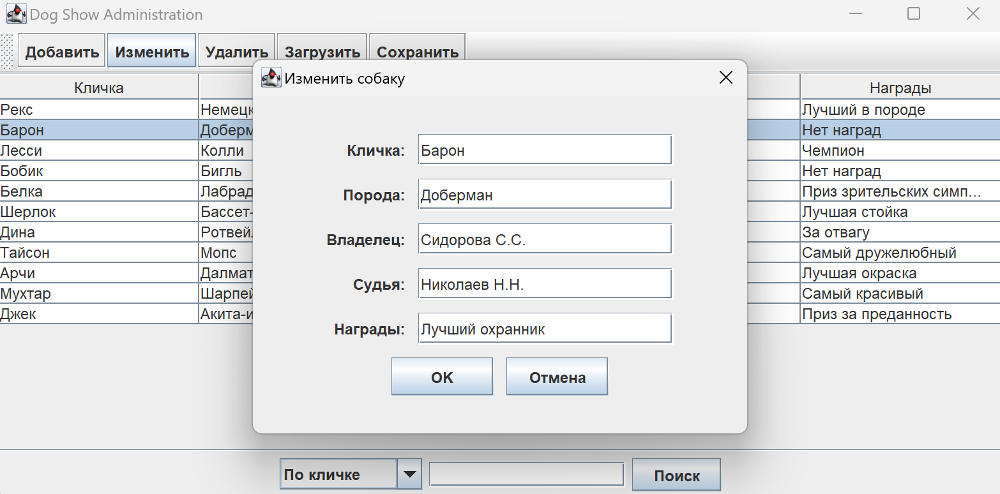 Dog Show Administration
Добавить Изменить Удалить Загрузить Сохранить
Изменить собаку
Кличка Награды
Рекс Немецк Лучший в породе
Барон Доберм Нет наград
Лесси Колли Чемпион
Бобик Бигль Нет наград
Белка Лабрад Приз зрительских симп...
Шерлок Бассет- Лучшая стойка
Дина Ротвей За отвагу
Тайсон Мопс Самый дружелюбный
Арчи Далмат Лучшая окраска
Мухтар Шарпей Самый красивый
Джек Акита-и Приз за преданность
Кличка: Барон
Порода: Доберман
Владелец: Сидорова С.С.
Судья: Николаев Н.Н.
Награды: Лучший охранник
OK Отмена
По кличке Поиск